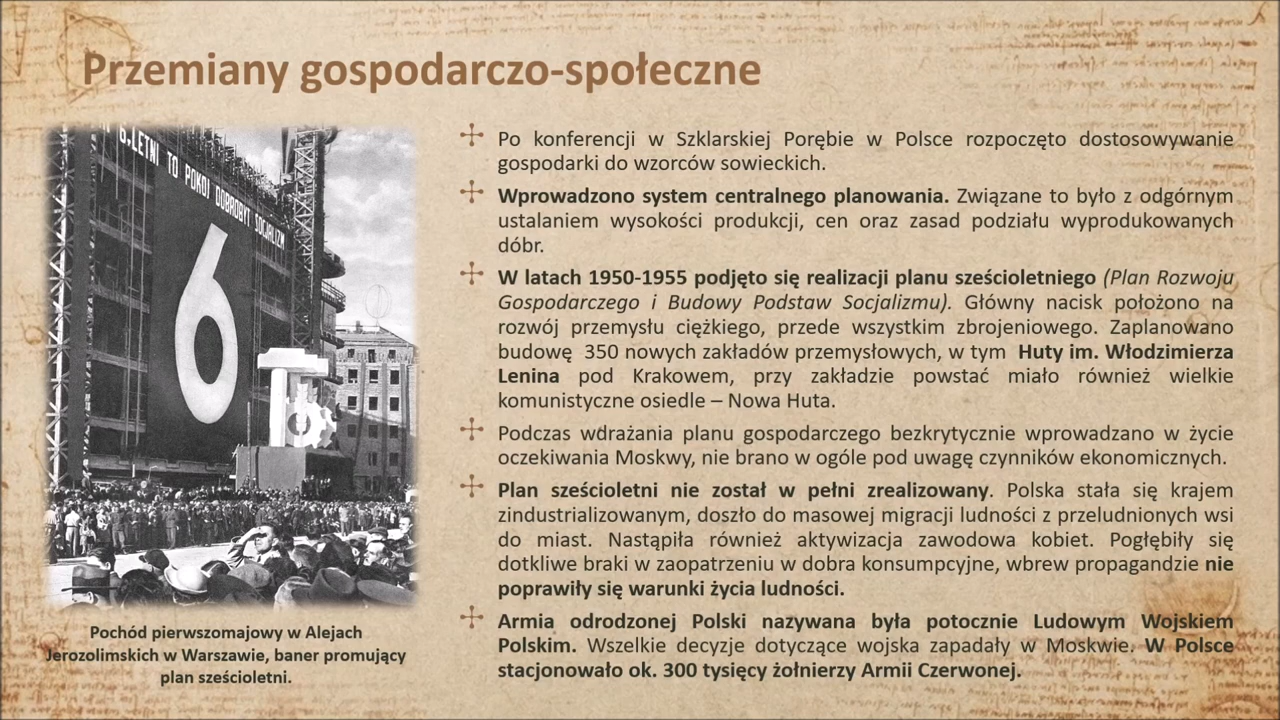 Przemiany gospodarczo-społeczne
6.LETNI TO POKÓJ DOBROBYT SOCJALIZM
6
Pochód pierwszomajowy w Alejach
Jerozolimskich w Warszawie, baner promujący
plan sześcioletni.
Po konferencji w Szklarskiej Porębie w Polsce rozpoczęto dostosowywanie
gospodarki do wzorców sowieckich.
Wprowadzono system centralnego planowania. Związane to było z odgórnym
ustalaniem wysokości produkcji, cen oraz zasad podziału wyprodukowanych
dóbr.
W latach 1950-1955 podjęto się realizacji planu sześcioletniego (Plan Rozwoju
Gospodarczego i Budowy Podstaw Socjalizmu). Główny nacisk położono na
rozwój przemysłu ciężkiego, przede wszystkim zbrojeniowego. Zaplanowano
budowę 350 nowych zakładów przemysłowych, w tym Huty im. Włodzimierza
Lenina pod Krakowem, przy zakładzie powstać miało również wielkie
komunistyczne osiedle – Nowa Huta.
Podczas wdrażania planu gospodarczego bezkrytycznie wprowadzano w życie
oczekiwania Moskwy, nie brano w ogóle pod uwagę czynników ekonomicznych.
Plan sześcioletni nie został w pełni zrealizowany. Polska stała się krajem
zindustrializowanym, doszło do masowej migracji ludności z przeludnionych wsi
do miast. Nastąpiła również aktywizacja zawodowa kobiet. Pogłębiły się
dotkliwe braki w zaopatrzeniu w dobra konsumpcyjne, wbrew propagandzie nie
poprawiły się warunki życia ludności.
Armia odrodzonej Polski nazywana była potocznie Ludowym Wojskiem
Polskim. Wszelkie decyzje dotyczące wojska zapadały w Moskwie. W Polsce
stacjonowało ok. 300 tysięcy żołnierzy Armii Czerwonej.